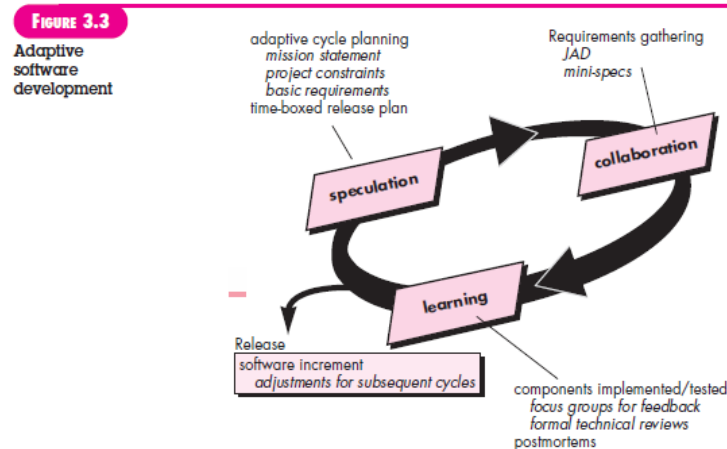 FIGURE 3.3
Adaptive
software
development
adaptive cycle planning
mission statement
project constraints
basic requirements
time-boxed release plan
Requirements gathering
JAD
mini-specs
speculation
collaboration
learning
Release
software increment
adjustments for subsequent cycles
components implemented/tested
focus groups for feedback
formal technical reviews
postmortems